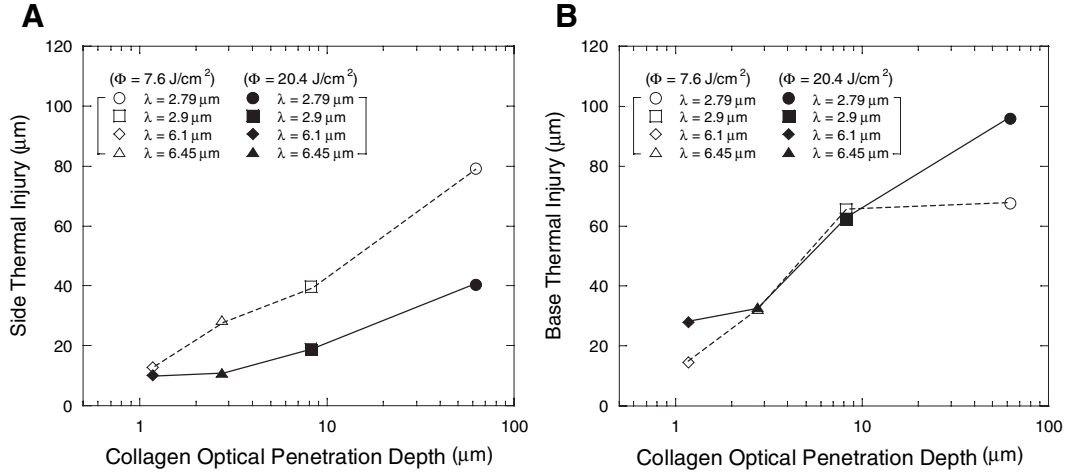 A
120
100
80
60
40
20
0
Side Thermal Injury (µm)
(Φ = 7.6 J/cm²) (Φ = 20.4 J/cm²)
λ = 2.79 µm λ = 2.79 µm
λ = 2.9 µm λ = 2.9 µm
λ = 6.1 µm λ = 6.1 µm
λ = 6.45 µm λ = 6.45 µm
1 10 100
Collagen Optical Penetration Depth (µm)
B
120
100
80
60
40
20
0
Base Thermal Injury (µm)
(Φ = 7.6 J/cm²) (Φ = 20.4 J/cm²)
λ = 2.79 µm λ = 2.79 µm
λ = 2.9 µm λ = 2.9 µm
λ = 6.1 µm λ = 6.1 µm
λ = 6.45 µm λ = 6.45 µm
1 10 100
Collagen Optical Penetration Depth (µm)